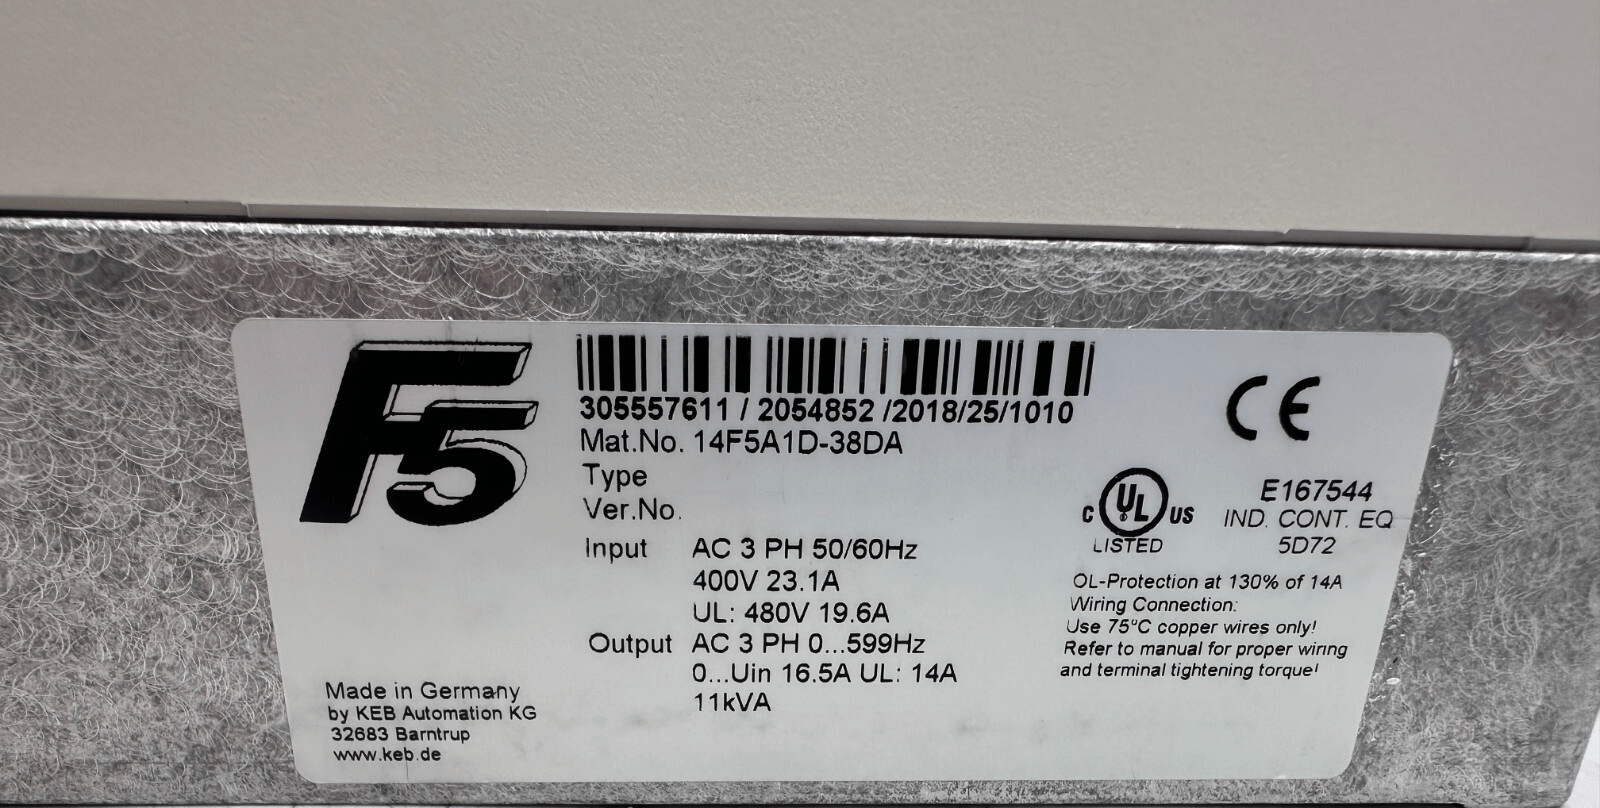 F5
305557611 / 2054852 /2018/25/1010
Mat.No. 14F5A1D-38DA
Type
Ver.No.
Input AC 3 PH 50/60Hz
400V 23.1A
UL: 480V 19.6A
Output AC 3 PH 0...599Hz
0...Uin 16.5A UL: 14A
11kVA
Made in Germany
by KEB Automation KG
32683 Barntrup
www.keb.de
CE
C UL US
LISTED
E167544
IND. CONT. EQ
5D72
OL-Protection at 130% of 14A
Wiring Connection:
Use 75°C copper wires only!
Refer to manual for proper wiring
and terminal tightening torque!